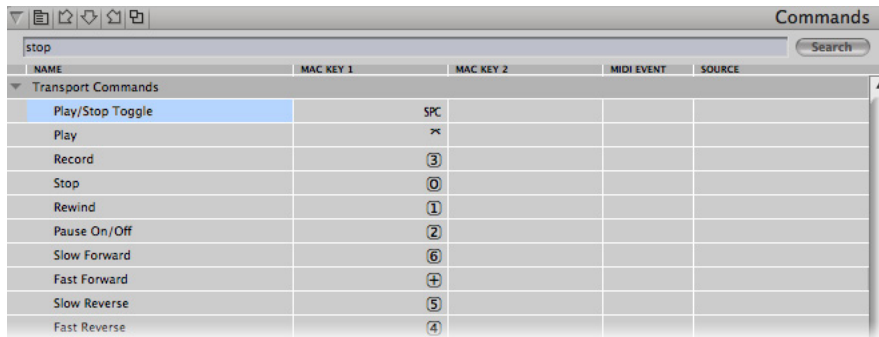 Commands
stop Search
NAME MAC KEY 1 MAC KEY 2 MIDI EVENT SOURCE
Transport Commands
Play/Stop Toggle SPC
Play
Record 3
Stop 0
Rewind 1
Pause On/Off 2
Slow Forward 6
Fast Forward +
Slow Reverse 5
Fast Reverse 4